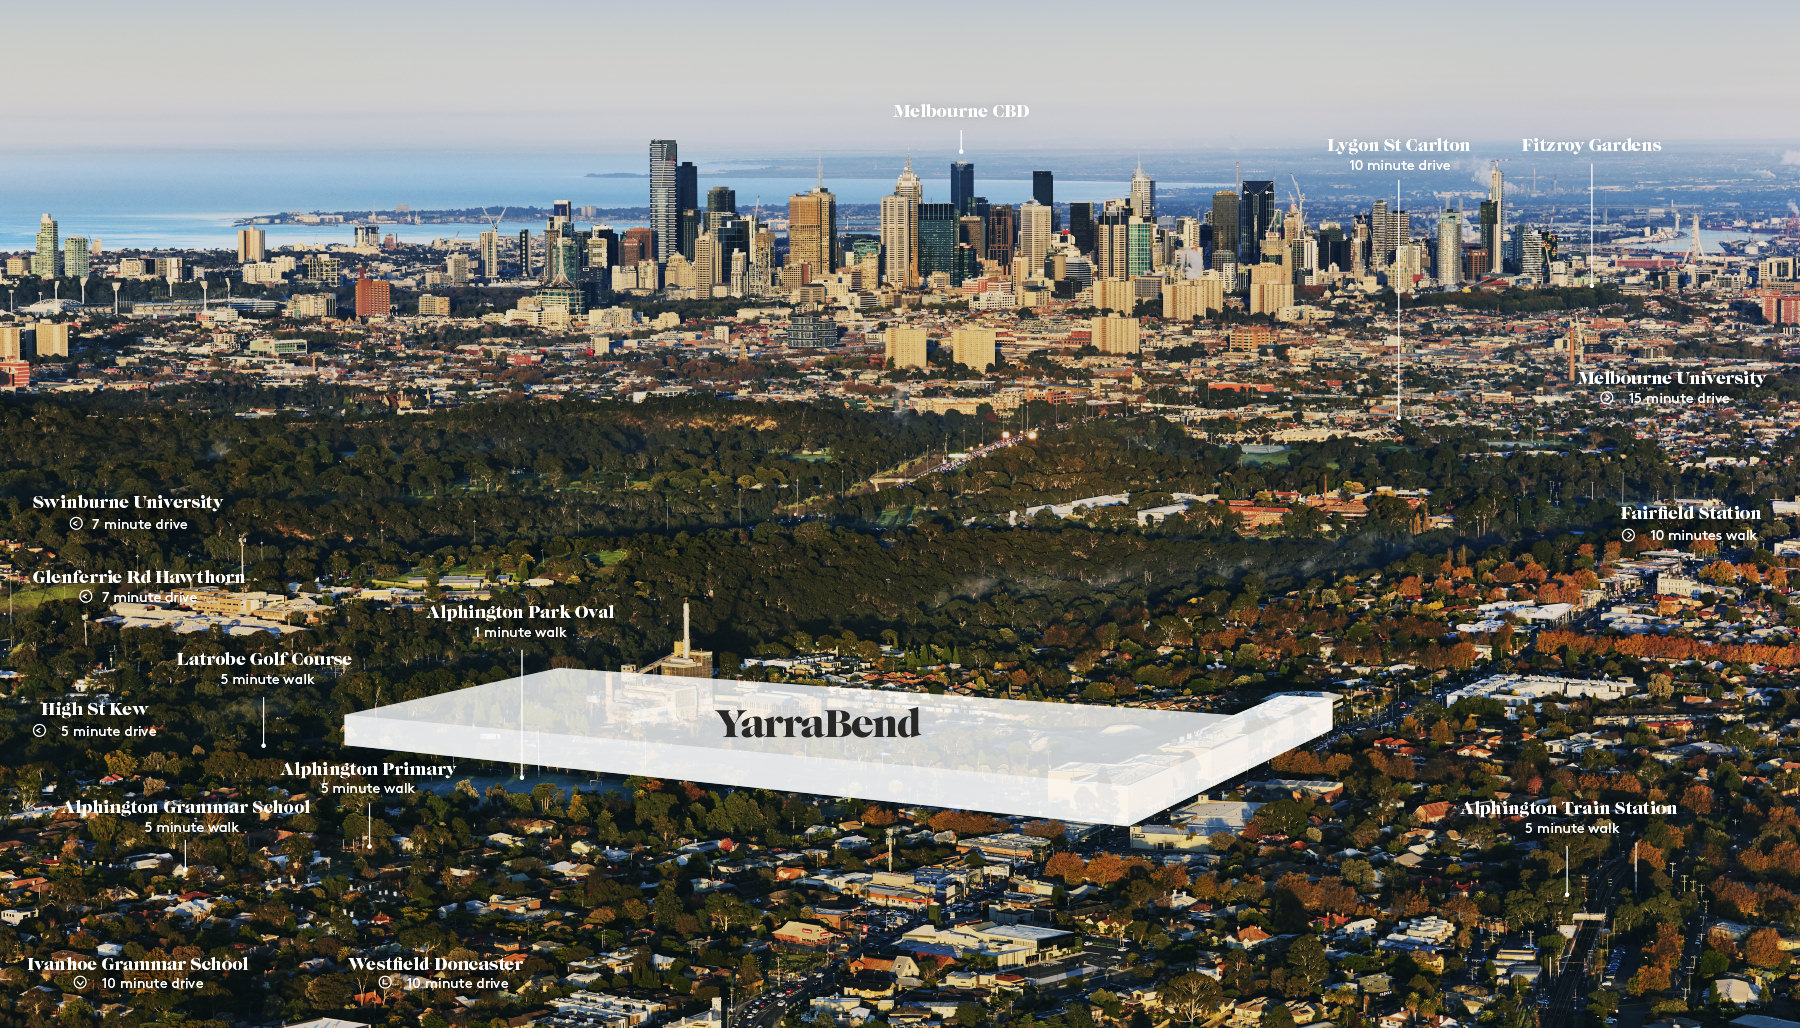 Melbourne CBD
Lygon St Carlton
10 minute drive
Fitzroy Gardens
Melbourne University
15 minute drive
Swinburne University
7 minute drive
Fairfield Station
10 minutes walk
Glenferrie Rd Hawthorn
7 minute drive
Alphington Park Oval
1 minute walk
Latrobe Golf Course
5 minute walk
High St Kew
5 minute drive
YarraBend
Alphington Primary
5 minute walk
Alphington Grammar School
5 minute walk
Alphington Train Station
5 minute walk
Ivanhoe Grammar School
10 minute drive
Westfield Doncaster
10 minute drive